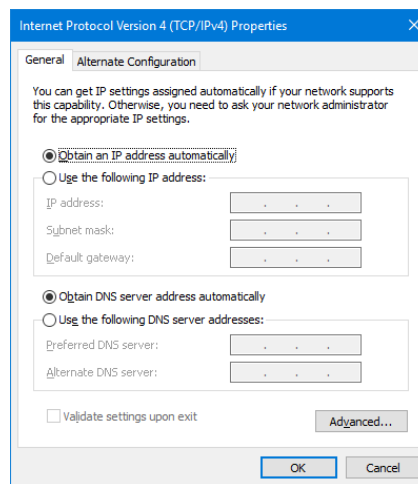 Internet Protocol Version 4 (TCP/IPv4) Properties
General Alternate Configuration
You can get IP settings assigned automatically if your network supports
this capability. Otherwise, you need to ask your network administrator
for the appropriate IP settings.
Obtain an IP address automatically
Use the following IP address:
IP address: . . .
Subnet mask: . . .
Default gateway: . . .
Obtain DNS server address automatically
Use the following DNS server addresses:
Preferred DNS server: . . .
Alternate DNS server: . . .
Validate settings upon exit
Advanced...
OK Cancel